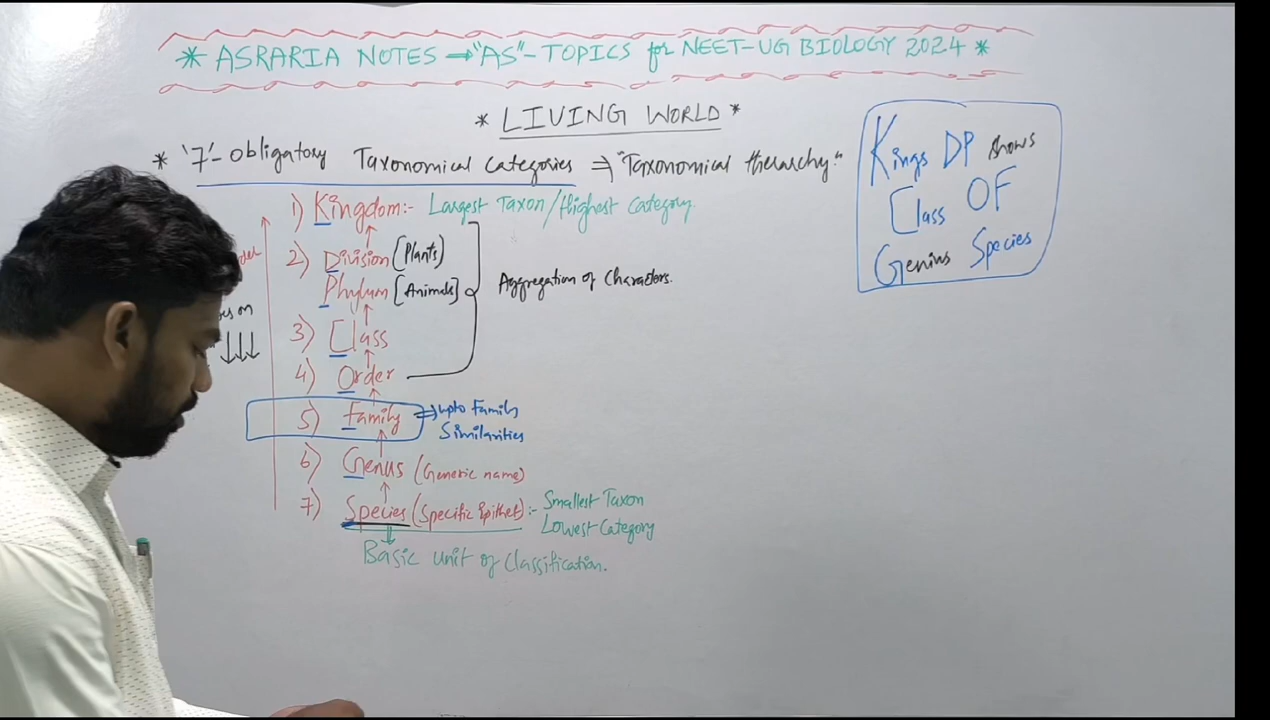 * ASRARIA NOTES → "AS"-TOPICS for NEET-UG BIOLOGY 2024 *
* LIVING WORLD *
* '7'-Obligatory Taxonomical Categories ⇒ "Taxonomical Hierarchy."
1) Kingdom:- Largest Taxon/Highest Category.
2) Division (Plants)
Phylum [Animals]
Aggregation of Characters.
3) Class
4) Order
5) Family ⇒ upto Family
Similarities
6) Genus (Generic name)
7) Species (Specific Epithet) :- Smallest Taxon
Lowest Category
Basic unit of Classification.
Kings DP shows
Class OF
Genius Species